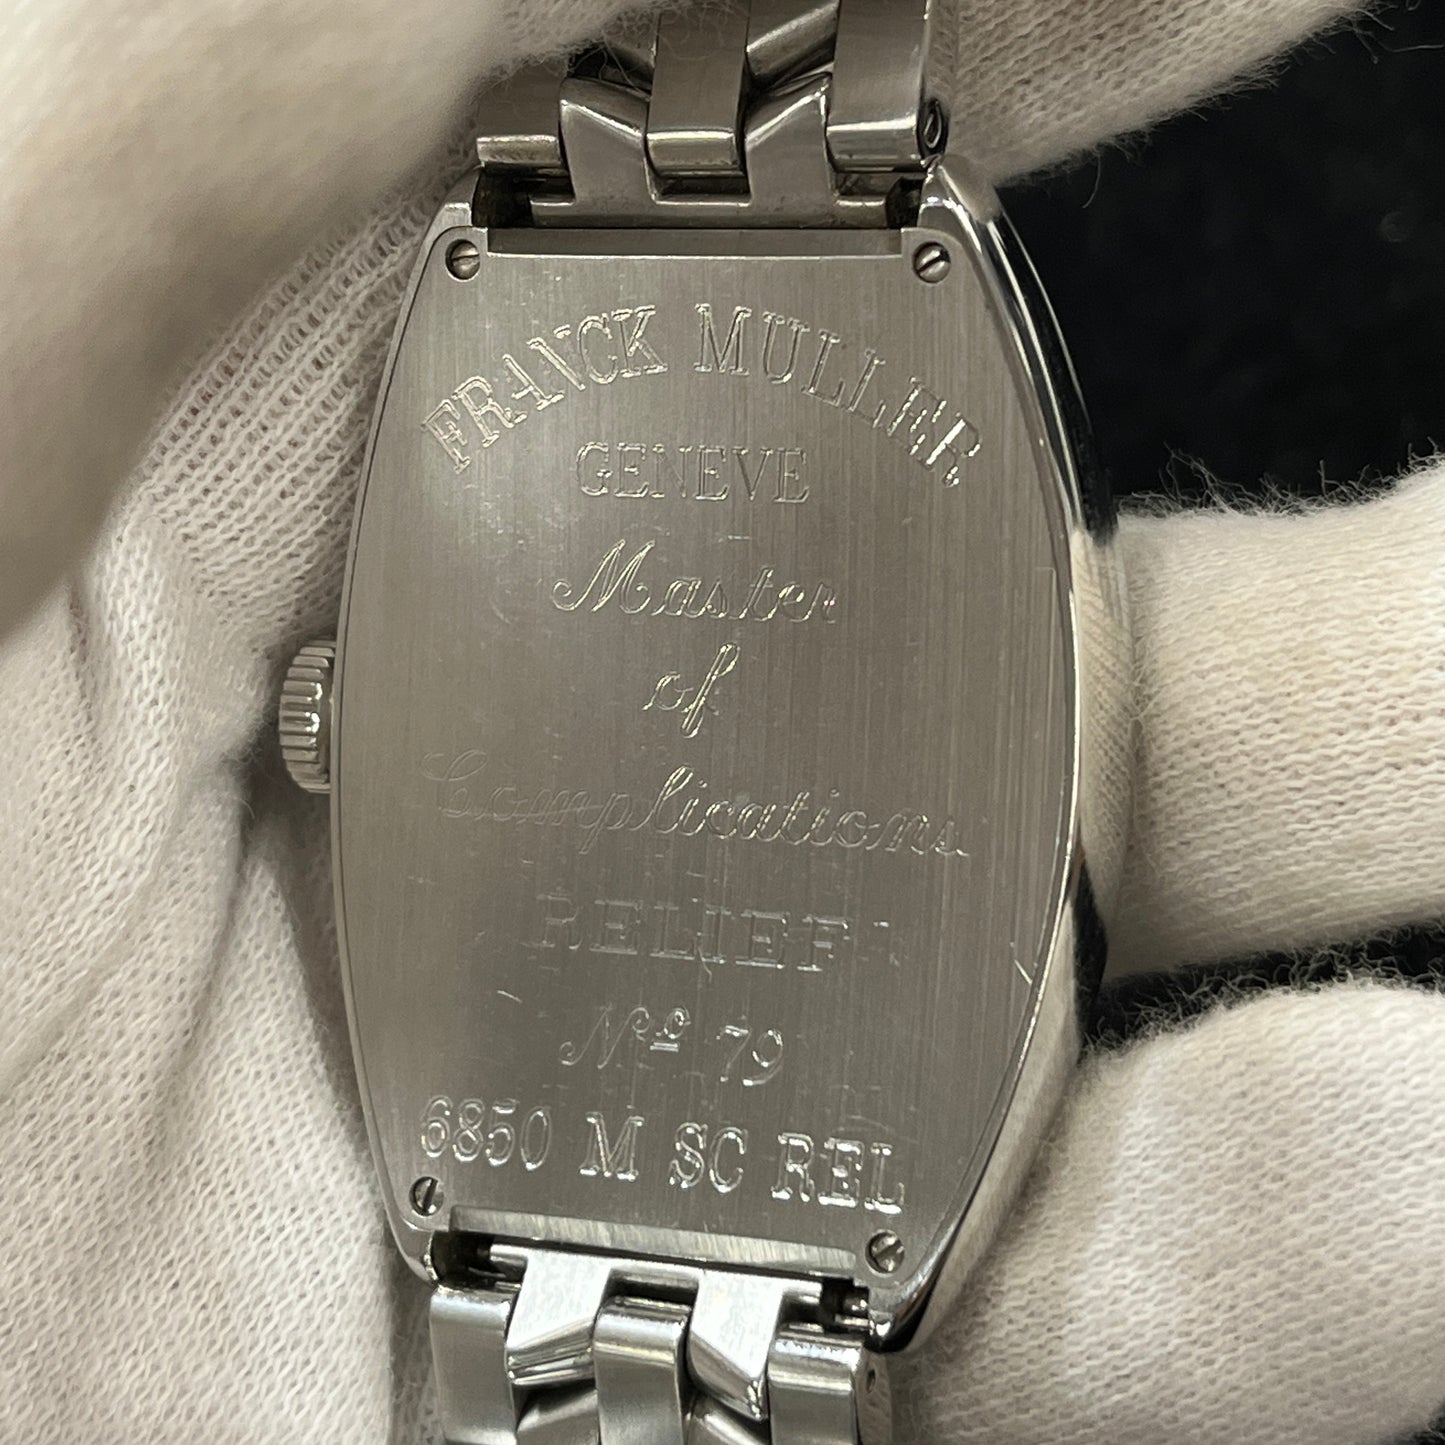 FRANCK MULLER
GENEVE
Master
of
Complications
RELIEF
Nº 79
6850 M SC REL